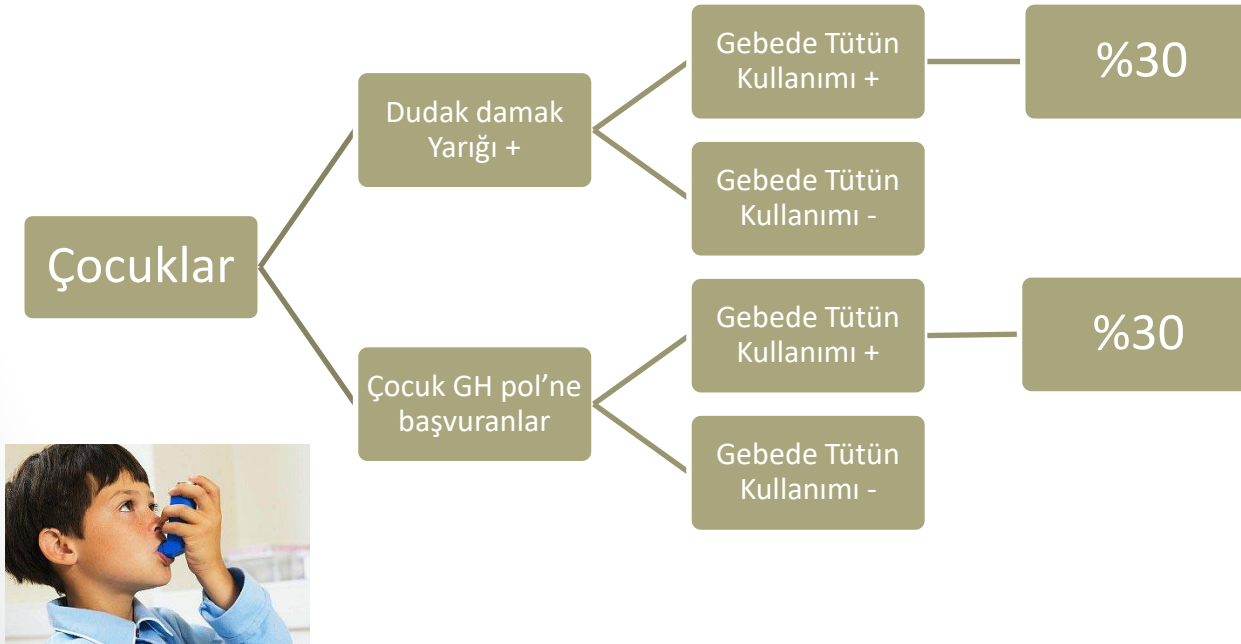 Gebede Tütün
Kullanımı +
%30
Dudak damak
Yarığı +
Gebede Tütün
Kullanımı -
Çocuklar
Gebede Tütün
Kullanımı +
%30
Çocuk GH pol’ne
başvuranlar
Gebede Tütün
Kullanımı -